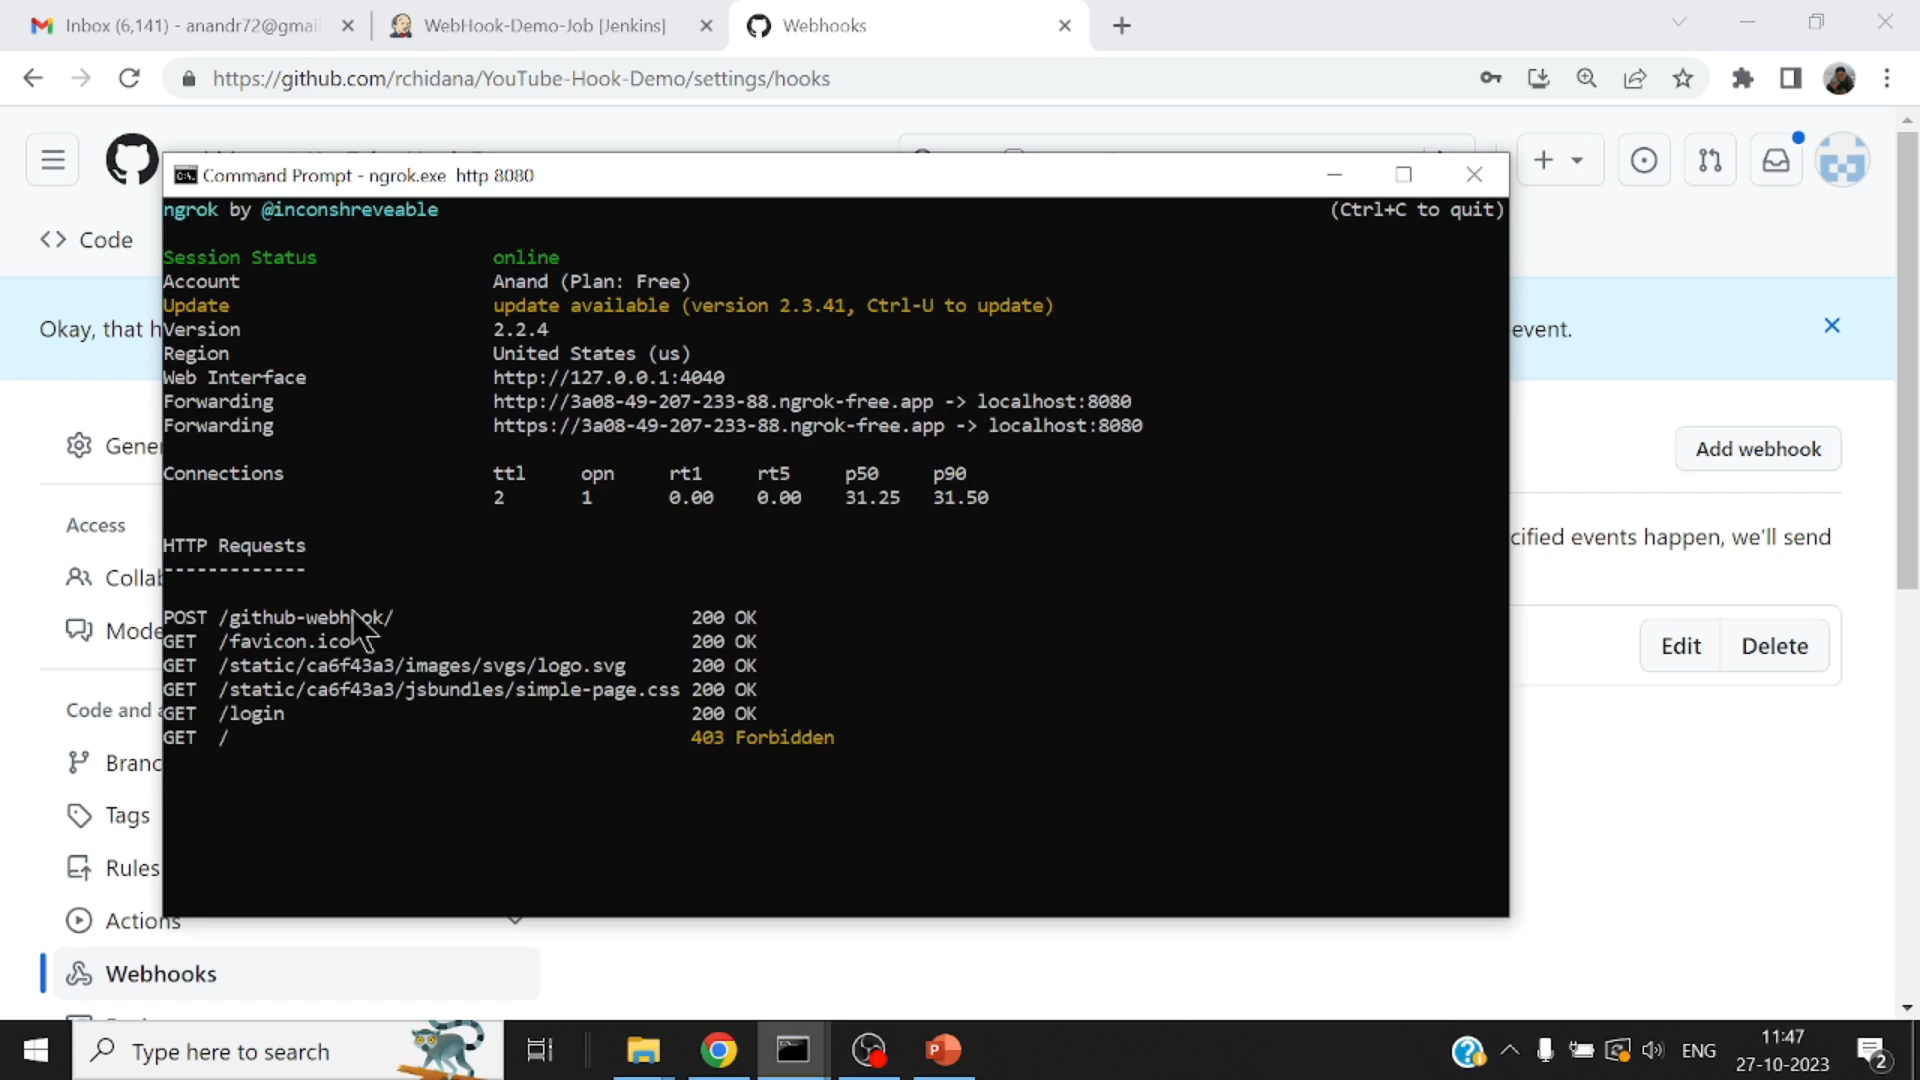 Inbox (6,141) - anandr72@gmai
WebHook-Demo-Job [Jenkins]
Webhooks
https://github.com/rchidana/YouTube-Hook-Demo/settings/hooks
Command Prompt - ngrok.exe  http 8080
ngrok by @inconshreveable
(Ctrl+C to quit)
Code
Session Status online
Account Anand (Plan: Free)
Update update available (version 2.3.41, Ctrl-U to update)
Okay, that h
event.
Version 2.2.4
Region United States (us)
Web Interface http://127.0.0.1:4040
Forwarding http://3a08-49-207-233-88.ngrok-free.app -> localhost:8080
Forwarding https://3a08-49-207-233-88.ngrok-free.app -> localhost:8080
Gener
Add webhook
Connections ttl opn rt1 rt5 p50 p90
2 1 0.00 0.00 31.25 31.50
Access
HTTP Requests
-------------
cified events happen, we'll send
Collab
POST /github-webhook/ 200 OK
Mode
GET /favicon.ico 200 OK
Edit
Delete
GET /static/ca6f43a3/images/svgs/logo.svg 200 OK
GET /static/ca6f43a3/jsbundles/simple-page.css 200 OK
Code and a
GET /login 200 OK
GET / 403 Forbidden
Branc
Tags
Rules
Actions
Webhooks
Type here to search
ENG
11:47
27-10-2023
2